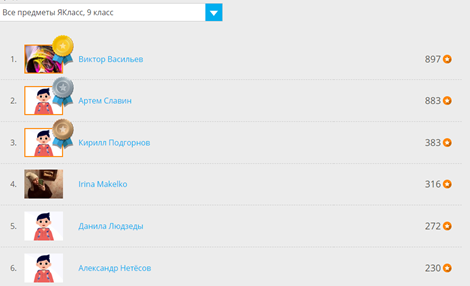 Все предметы ЯКласс, 9 класс
1. Виктор Васильев 897
2. Артем Славин 883
3. Кирилл Подгорнов 383
4. Irina Makelko 316
5. Данила Людзеды 272
6. Александр Нетёсов 230